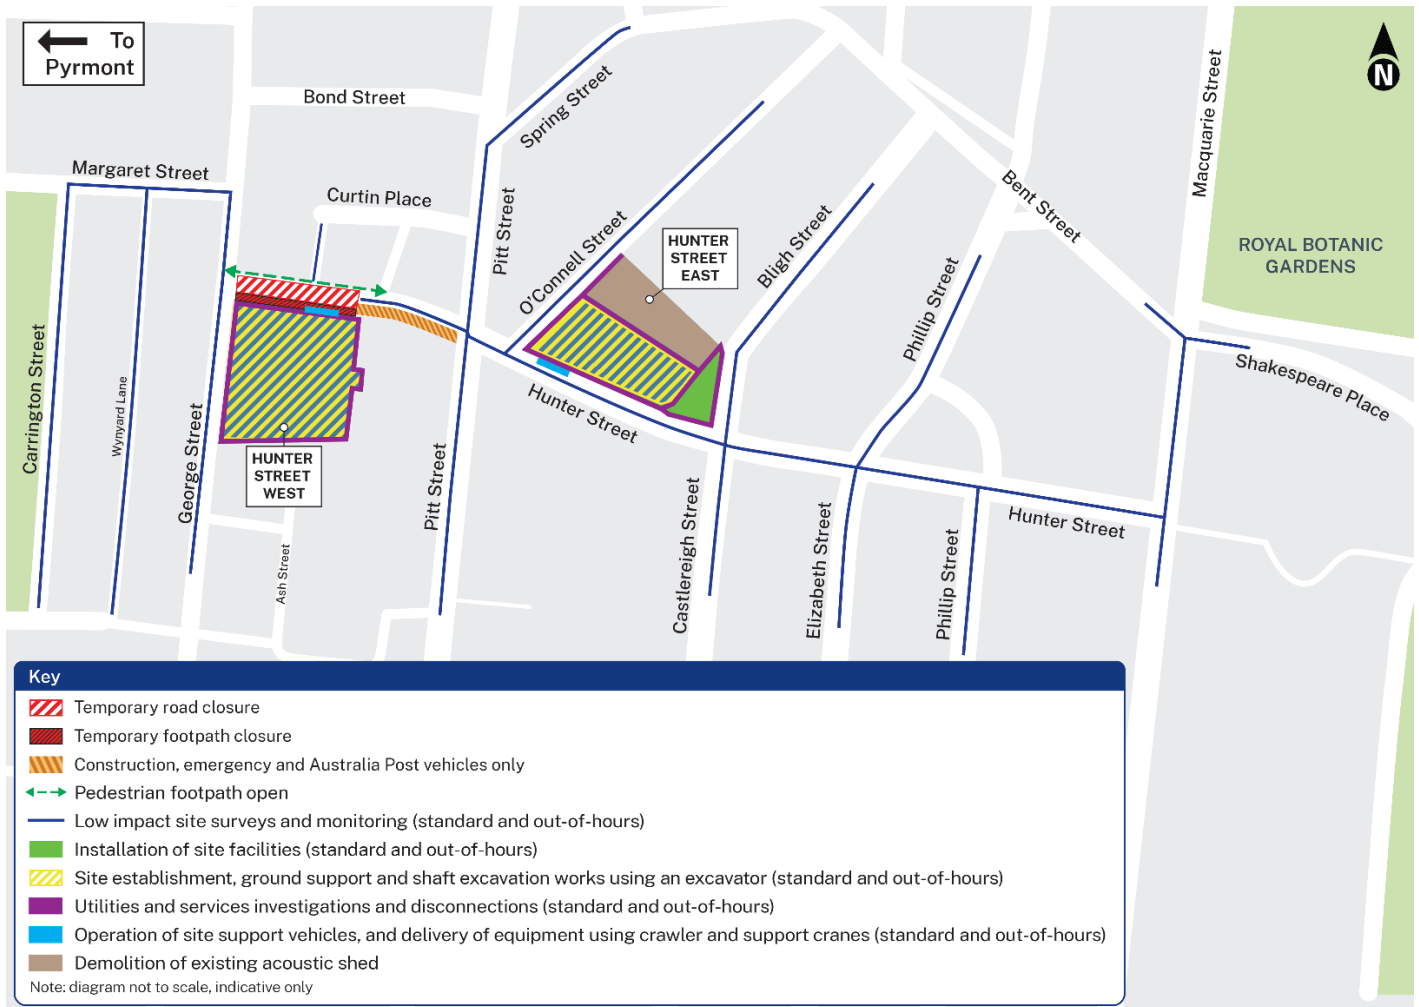 To
Pyrmont
N
Bond Street
Spring Street
Macquarie Street
Margaret Street
Curtin Place
Pitt Street
O'Connell Street
HUNTER
STREET
EAST
Bligh Street
Bent Street
ROYAL BOTANIC
GARDENS
Phillip Street
Carrington Street
Wynyard Lane
George Street
HUNTER
STREET
WEST
Pitt Street
Hunter Street
Shakespeare Place
Ash Street
Castlereigh Street
Elizabeth Street
Phillip Street
Hunter Street
Key
Temporary road closure
Temporary footpath closure
Construction, emergency and Australia Post vehicles only
Pedestrian footpath open
Low impact site surveys and monitoring (standard and out-of-hours)
Installation of site facilities (standard and out-of-hours)
Site establishment, ground support and shaft excavation works using an excavator (standard and out-of-hours)
Utilities and services investigations and disconnections (standard and out-of-hours)
Operation of site support vehicles, and delivery of equipment using crawler and support cranes (standard and out-of-hours)
Demolition of existing acoustic shed
Note: diagram not to scale, indicative only